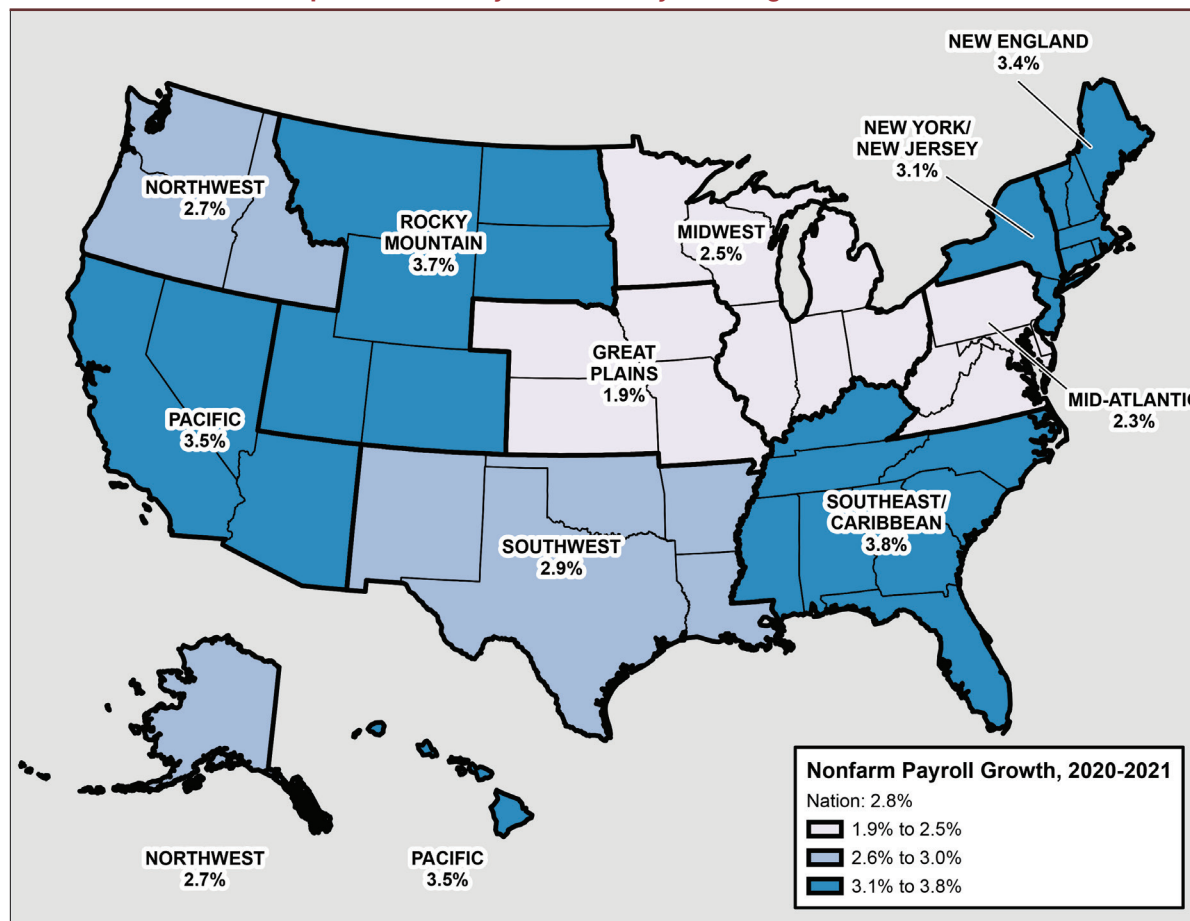 NEW ENGLAND
3.4%
NEW YORK/
NEW JERSEY
3.1%
NORTHWEST
2.7%
ROCKY
MOUNTAIN
3.7%
MIDWEST
2.5%
GREAT
PLAINS
1.9%
MID-ATLANTIC
2.3%
PACIFIC
3.5%
SOUTHEAST/
CARIBBEAN
3.8%
SOUTHWEST
2.9%
NORTHWEST
2.7%
PACIFIC
3.5%
Nonfarm Payroll Growth, 2020-2021
Nation: 2.8%
1.9% to 2.5%
2.6% to 3.0%
3.1% to 3.8%